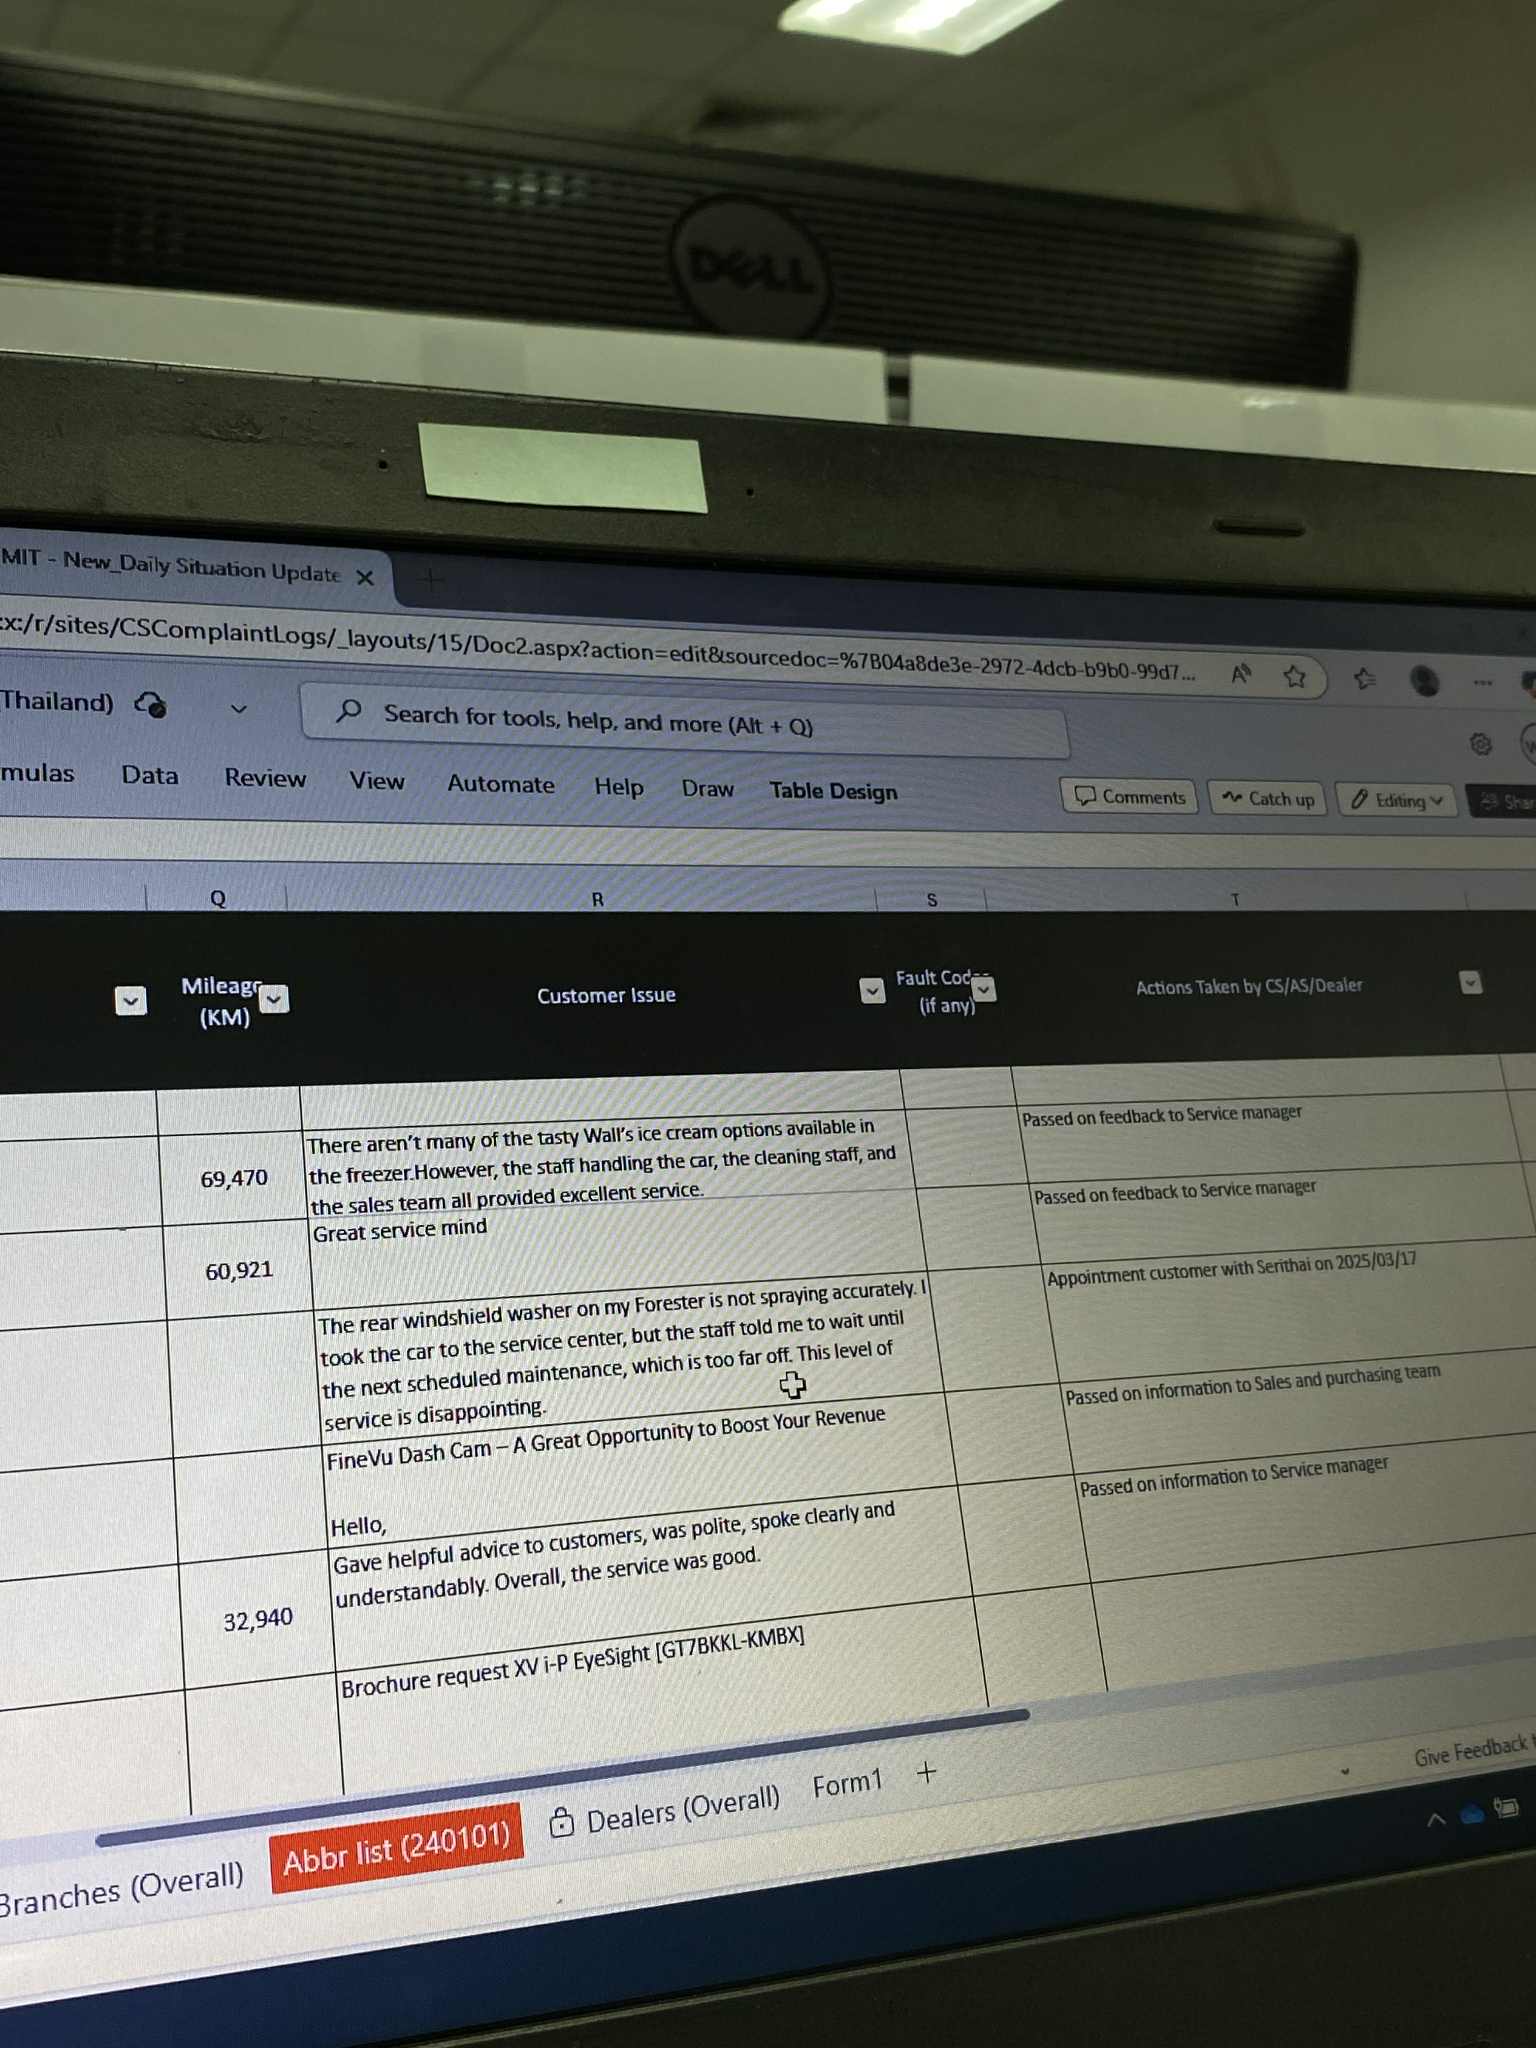 DELL
MIT - New_Daily Situation Update
:x:/r/sites/CSComplaintLogs/_layouts/15/Doc2.aspx?action=edit&sourcedoc=%7B04a8de3e-2972-4dcb-b9b0-99d7...
Thailand)
Search for tools, help, and more (Alt + Q)
mulas Data Review View Automate Help Draw Table Design
Comments Catch up Editing
Q R S T
Mileage
(KM)
Customer Issue
Fault Cod
(if any)
Actions Taken by CS/AS/Dealer
69,470
There aren't many of the tasty Wall's ice cream options available in
the freezer.However, the staff handling the car, the cleaning staff, and
the sales team all provided excellent service.
Passed on feedback to Service manager
60,921
Great service mind
Passed on feedback to Service manager
The rear windshield washer on my Forester is not spraying accurately. I
took the car to the service center, but the staff told me to wait until
the next scheduled maintenance, which is too far off. This level of
service is disappointing.
Appointment customer with Serithai on 2025/03/17
FineVu Dash Cam – A Great Opportunity to Boost Your Revenue
Hello,
Passed on information to Sales and purchasing team
32,940
Gave helpful advice to customers, was polite, spoke clearly and
understandably. Overall, the service was good.
Passed on information to Service manager
Brochure request XV i-P EyeSight [GT7BKKL-KMBX]
Branches (Overall) Abbr list (240101) Dealers (Overall) Form1 +
Give Feedback